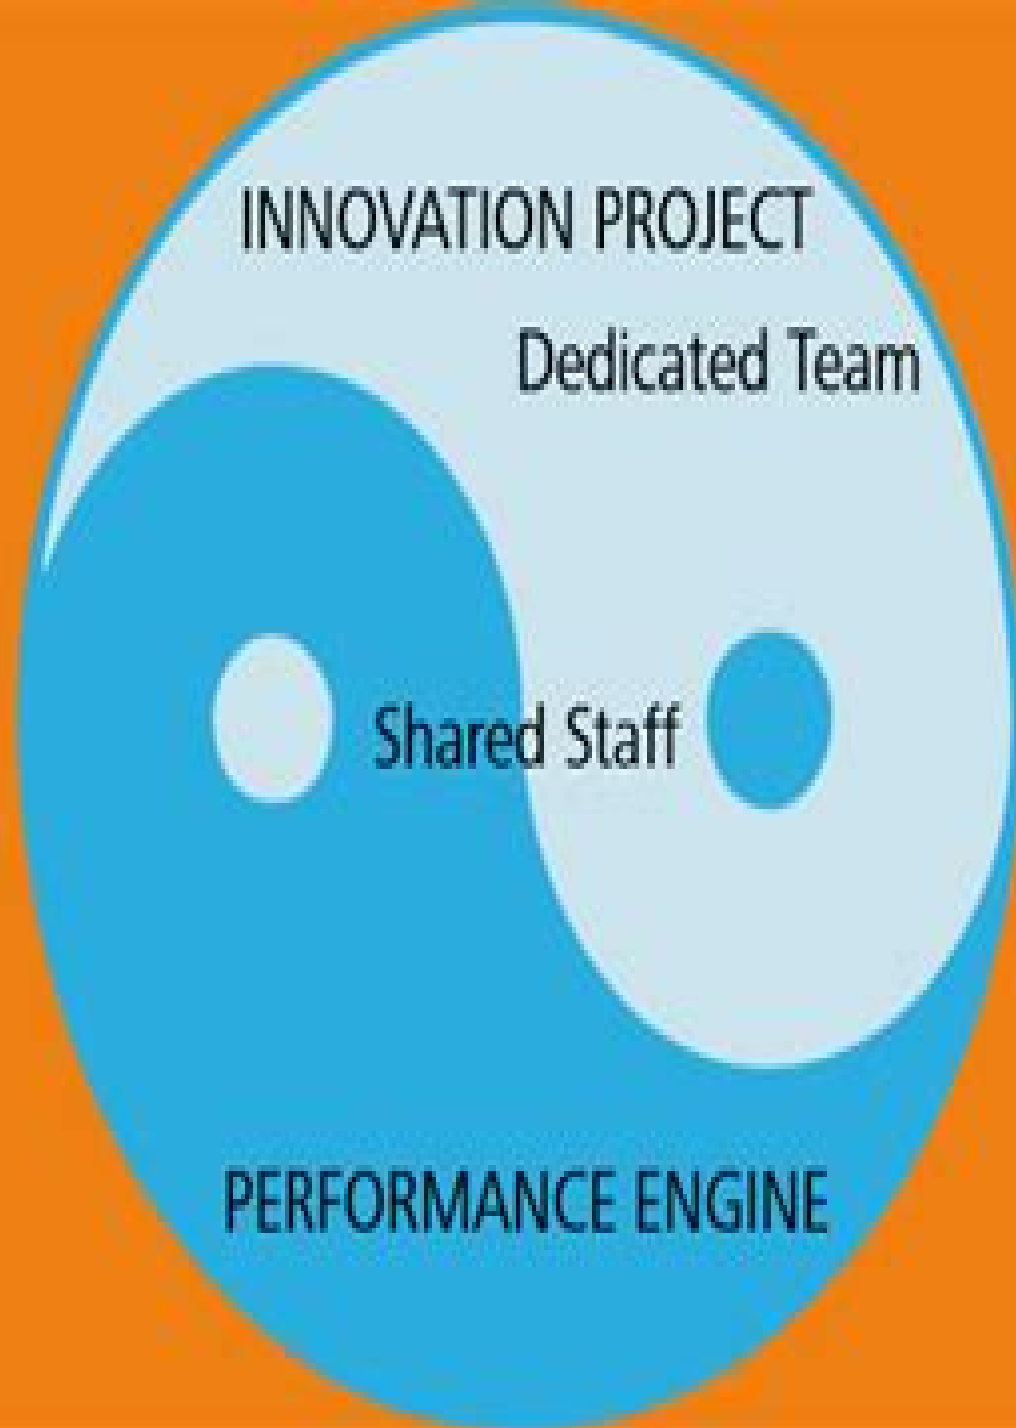 INNOVATION PROJECT
Dedicated Team
Shared Staff
PERFORMANCE ENGINE